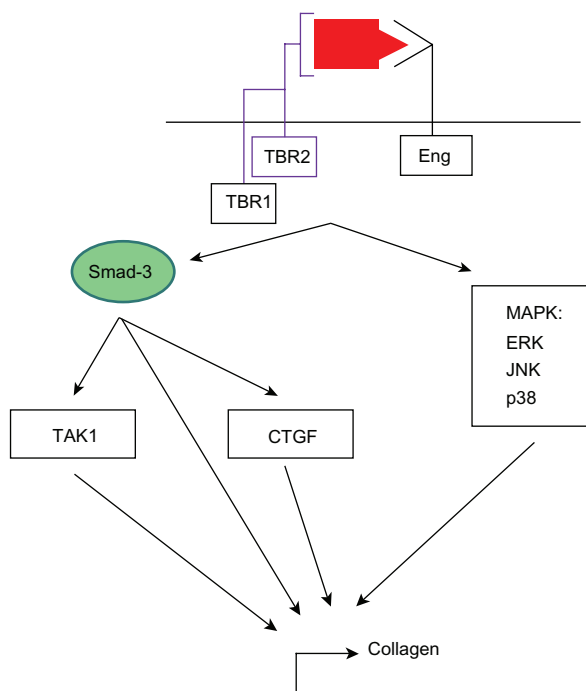 TBR2
Eng
TBR1
Smad-3
MAPK:
ERK
JNK
p38
TAK1
CTGF
Collagen